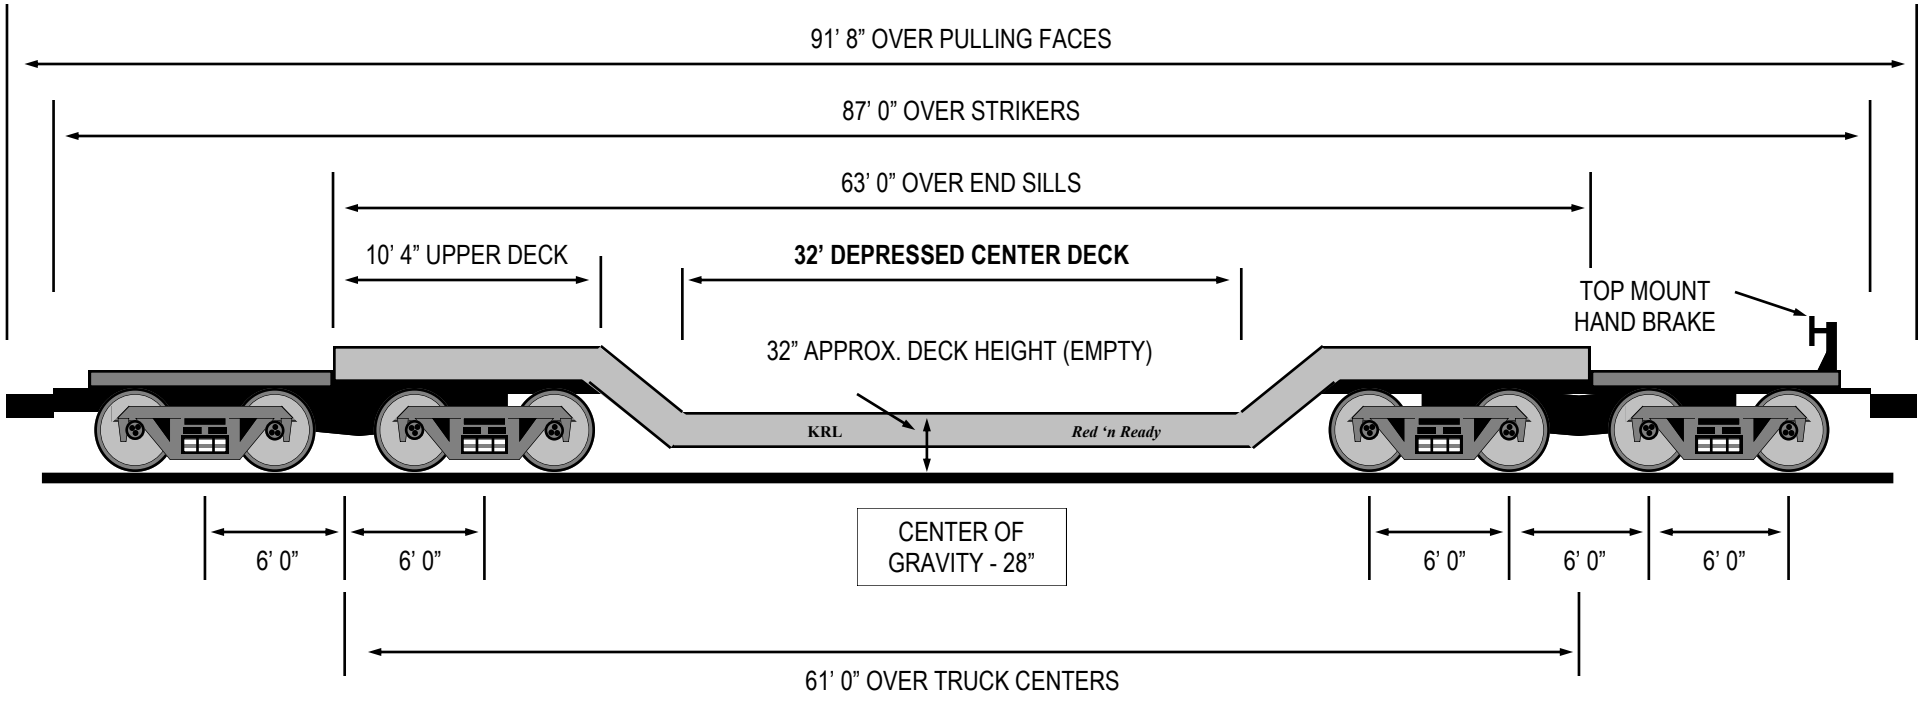 91’ 8” OVER PULLING FACES
87’ 0” OVER STRIKERS
63’ 0” OVER END SILLS
10’ 4” UPPER DECK
32’ DEPRESSED CENTER DECK
TOP MOUNT
HAND BRAKE
32” APPROX. DECK HEIGHT (EMPTY)
KRL
Red ‘n Ready
CENTER OF
GRAVITY - 28”
6’ 0”
6’ 0”
6’ 0”
6’ 0”
6’ 0”
61’ 0” OVER TRUCK CENTERS